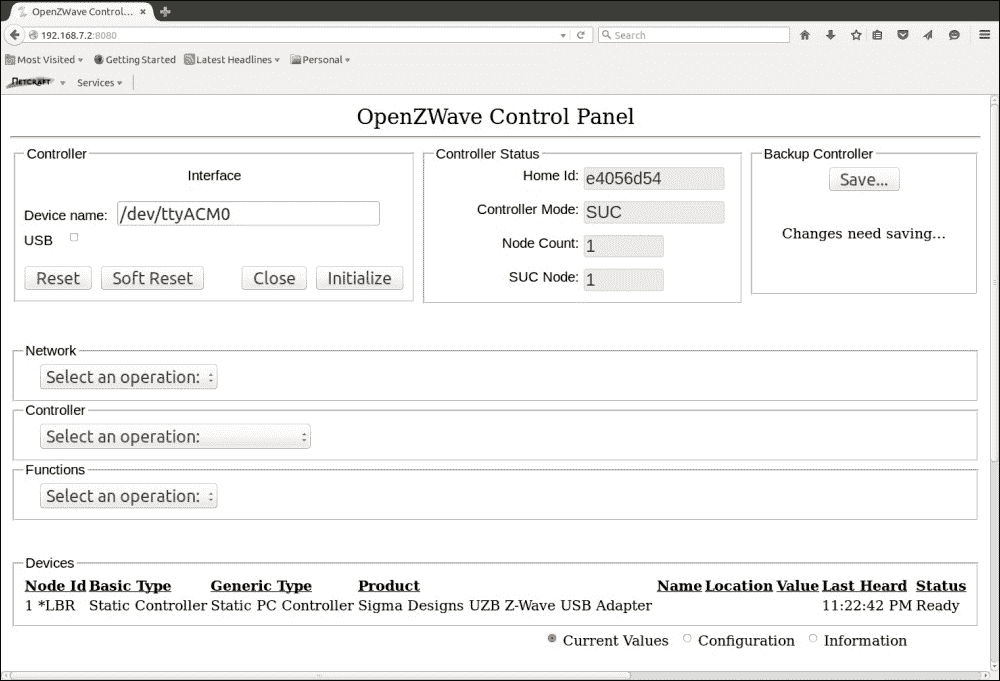 OpenZWave Control... ×
192.168.7.2:8080
Search
Most Visited
Getting Started
Latest Headlines
Personal
NETCRAFT
Services
OpenZWave Control Panel
Controller
Interface
Device name: /dev/ttyACM0
USB
Reset Soft Reset Close Initialize
Controller Status
Home Id: e4056d54
Controller Mode: SUC
Node Count: 1
SUC Node: 1
Backup Controller
Save...
Changes need saving...
Network
Select an operation:
Controller
Select an operation:
Functions
Select an operation:
Devices
Node Id Basic Type Generic Type Product Name Location Value Last Heard Status
1 *LBR Static Controller Static PC Controller Sigma Designs UZB Z-Wave USB Adapter 11:22:42 PM Ready
Current Values Configuration Information